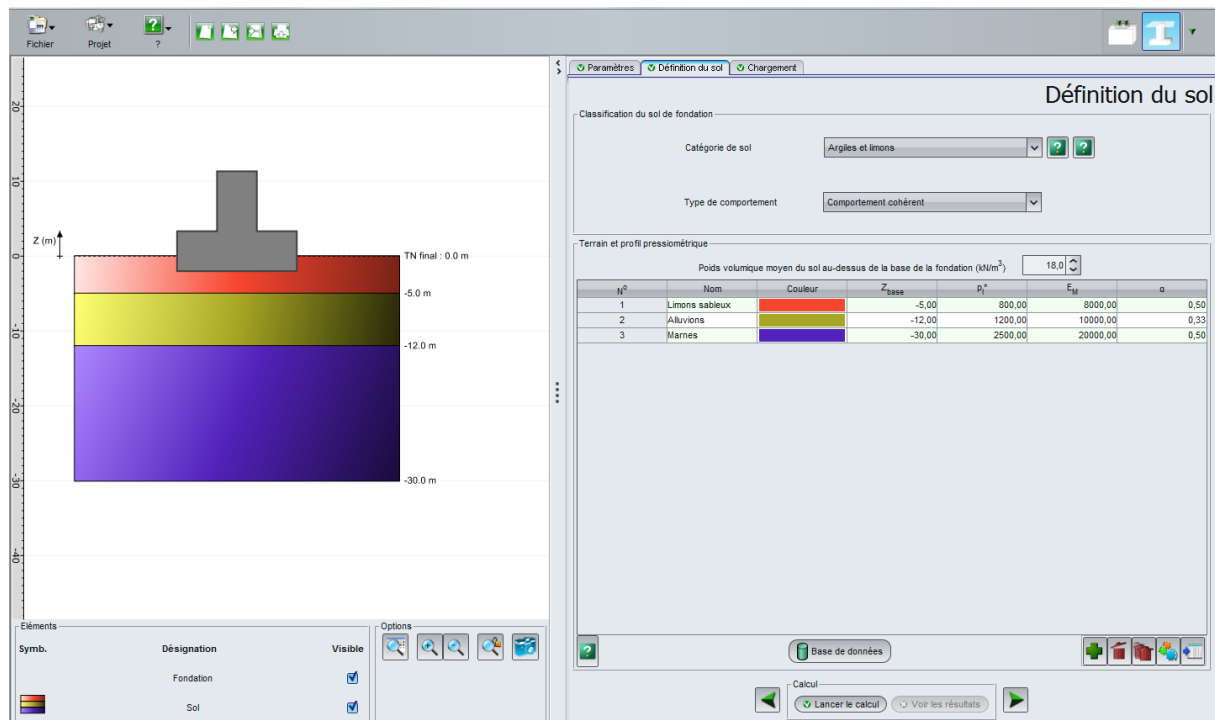 Fichier Projet ?
Paramètres Définition du sol Chargement
Définition du sol
Classification du sol de fondation
Catégorie de sol Argiles et limons ? ?
Type de comportement Comportement cohérent
Terrain et profil pressiométrique
Poids volumique moyen du sol au-dessus de la base de la fondation (kN/m³) 18,0
N° Nom Couleur Z base p l* E M α
1 Limons sableux -5,00 800,00 8000,00 0,50
2 Alluvions -12,00 1200,00 10000,00 0,33
3 Marnes -30,00 2500,00 20000,00 0,50
20
10
0
-10
-20
-30
-40
Z (m)
TN final : 0.0 m
-5.0 m
-12.0 m
-30.0 m
Eléments
Symb. Désignation Visible
Fondation
Sol
Options
? Base de données
Calcul
Lancer le calcul Voir les résultats